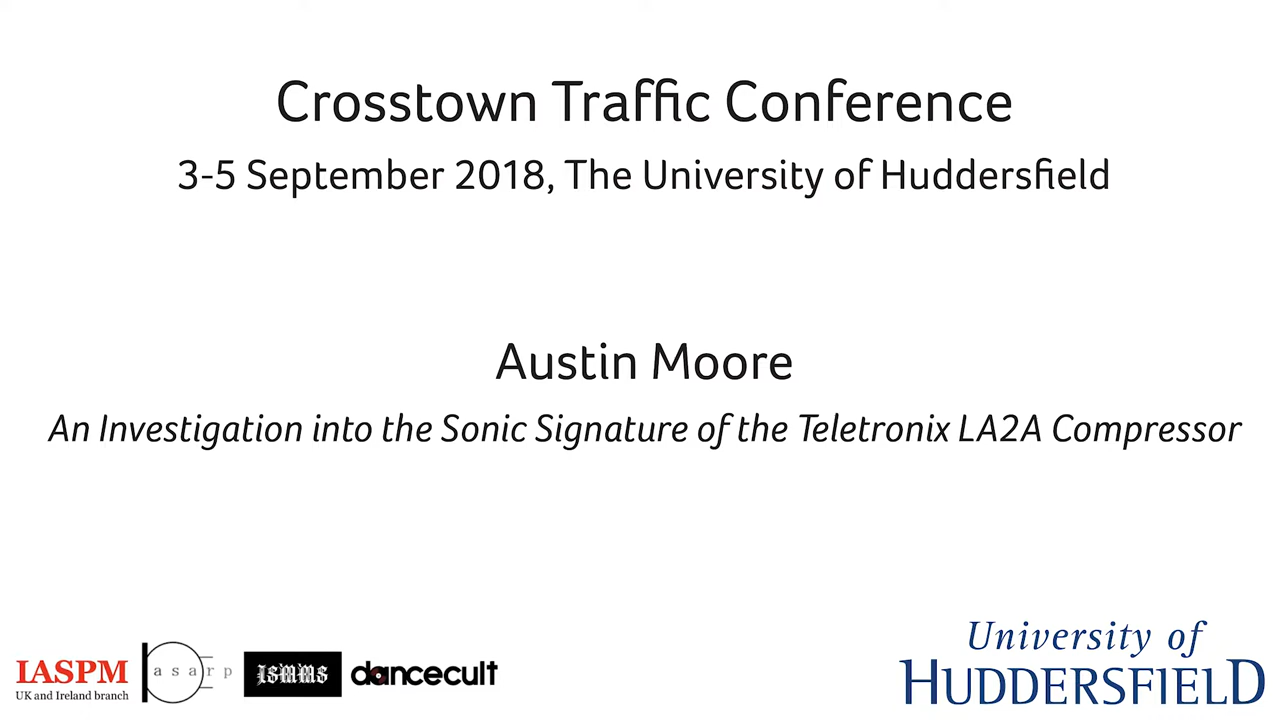 Crosstown Traffic Conference
3-5 September 2018, The University of Huddersfield
Austin Moore
An Investigation into the Sonic Signature of the Teletronix LA2A Compressor
IASPM
UK and Ireland branch
asarp
ISMMS
dancecult
University of
HUDDERSFIELD